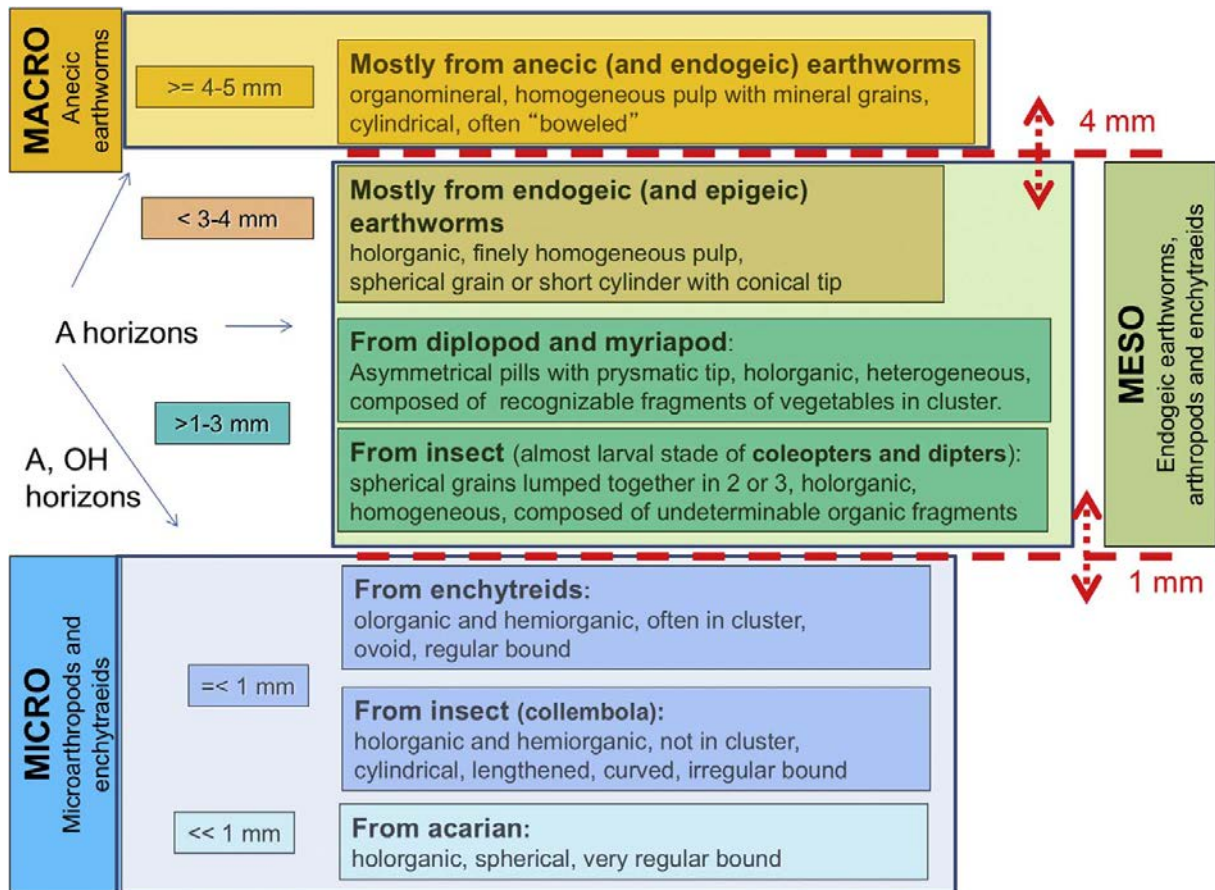 MACRO
Anecic
earthworms
>= 4-5 mm
Mostly from anecic (and endogeic) earthworms
organomineral, homogeneous pulp with mineral grains,
cylindrical, often “boweled”
4 mm
< 3-4 mm
Mostly from endogeic (and epigeic)
earthworms
holorganic, finely homogeneous pulp,
spherical grain or short cylinder with conical tip
A horizons
From diplopod and myriapod:
Asymmetrical pills with prysmatic tip, holorganic, heterogeneous,
composed of recognizable fragments of vegetables in cluster.
>1-3 mm
A, OH
horizons
From insect (almost larval stade of coleopters and dipters):
spherical grains lumped together in 2 or 3, holorganic,
homogeneous, composed of undeterminable organic fragments
MESO
Endogeic earthworms,
arthropods and enchytraeids
1 mm
MICRO
Microarthropods and
enchytraeids
=< 1 mm
From enchytreids:
olorganic and hemiorganic, often in cluster,
ovoid, regular bound
From insect (collembola):
holorganic and hemiorganic, not in cluster,
cylindrical, lengthened, curved, irregular bound
<< 1 mm
From acarian:
holorganic, spherical, very regular bound